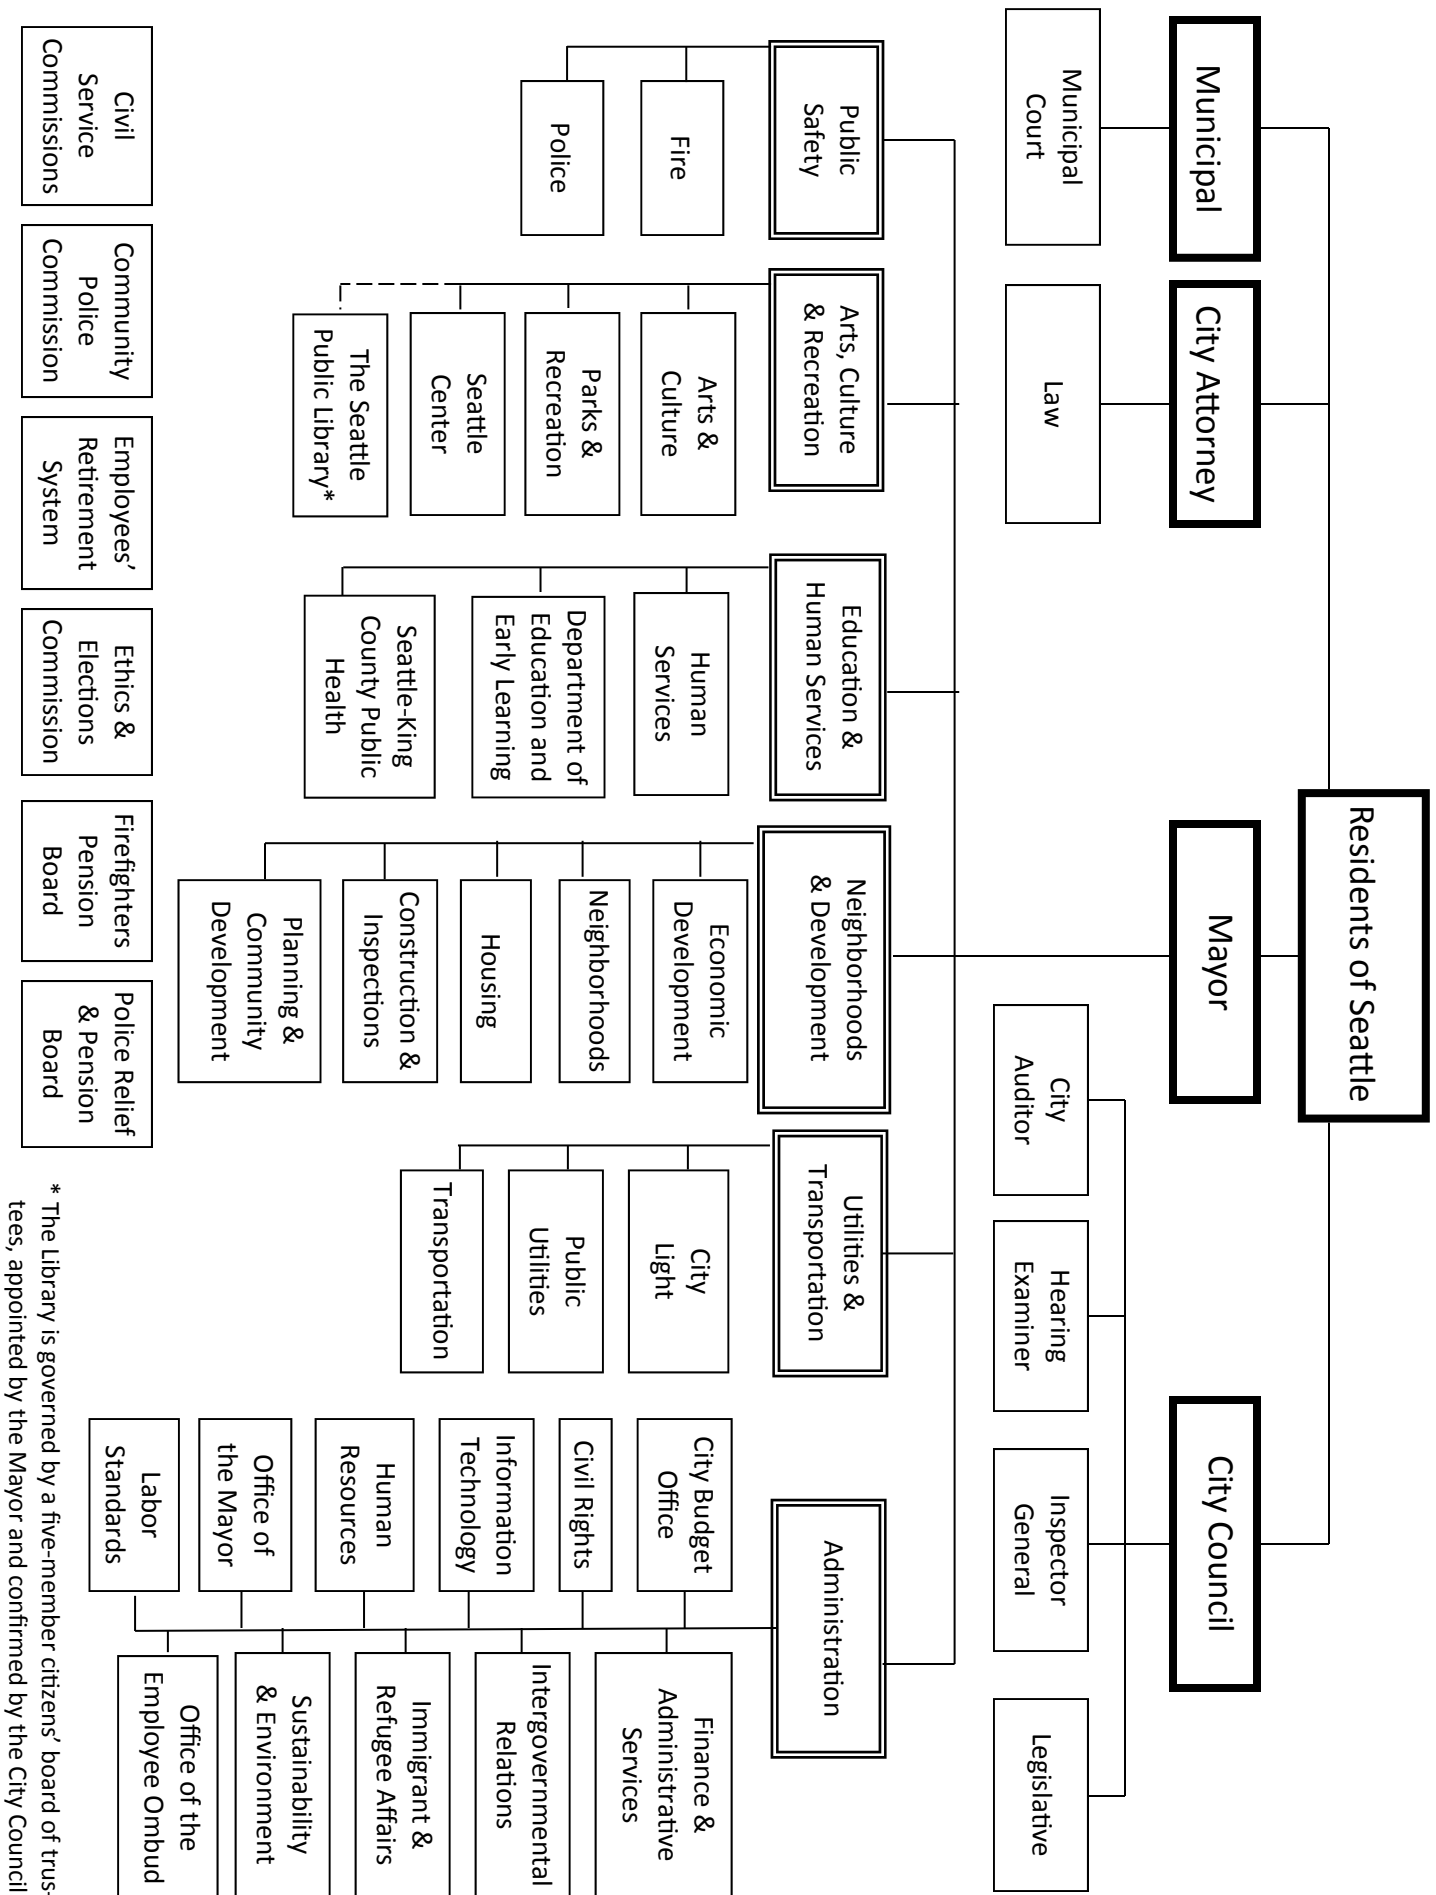 Residents of Seattle
Municipal
City Attorney
Mayor
City Council
Municipal
Court
Law
City
Auditor
Hearing
Examiner
Inspector
General
Legislative
Public
Safety
Fire
Police
Arts, Culture
& Recreation
Arts &
Culture
Parks &
Recreation
Seattle
Center
The Seattle
Public Library*
Education &
Human Services
Human
Services
Department of
Education and
Early Learning
Seattle-King
County Public
Health
Neighborhoods
& Development
Economic
Development
Neighborhoods
Housing
Construction &
Inspections
Planning &
Community
Development
Utilities &
Transportation
City
Light
Public
Utilities
Transportation
Administration
City Budget
Office
Civil Rights
Information
Technology
Human
Resources
Office of
the Mayor
Labor
Standards
Finance &
Administrative
Services
Intergovernmental
Relations
Immigrant &
Refugee Affairs
Sustainability
& Environment
Office of the
Employee Ombud
Civil
Service
Commissions
Community
Police
Commission
Employees’
Retirement
System
Ethics &
Elections
Commission
Firefighters
Pension
Board
Police Relief
& Pension
Board
* The Library is governed by a five-member citizens’ board of trus-
tees, appointed by the Mayor and confirmed by the City Council